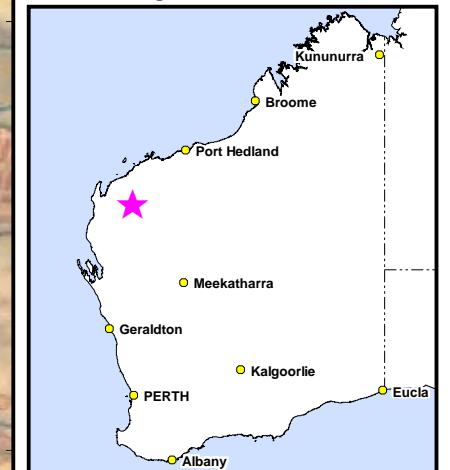 Kununurra
Broome
Port Hedland
Meekatharra
Geraldton
Kalgoorlie
PERTH
Eucla
Albany